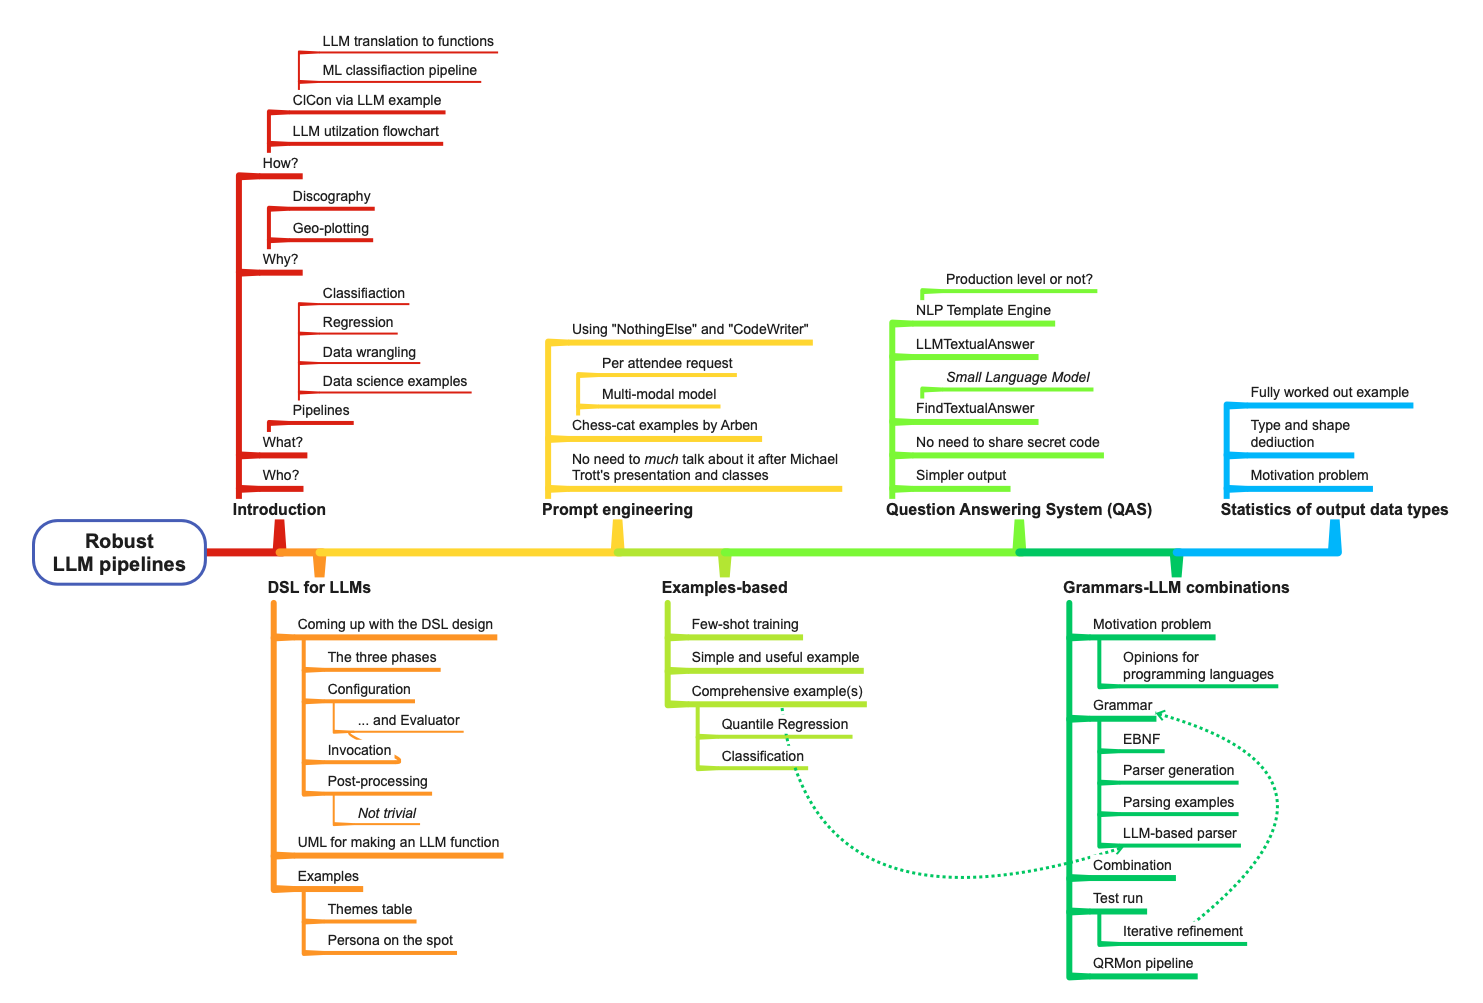 LLM translation to functions
ML classifiaction pipeline
CICon via LLM example
LLM utilzation flowchart
How?
Discography
Geo-plotting
Why?
Classifiaction
Regression
Data wrangling
Data science examples
Pipelines
What?
Who?
Introduction
Using "NothingElse" and "CodeWriter"
Per attendee request
Multi-modal model
Chess-cat examples by Arben
No need to much talk about it after Michael
Trott's presentation and classes
Prompt engineering
Production level or not?
NLP Template Engine
LLMTextualAnswer
Small Language Model
FindTextualAnswer
No need to share secret code
Simpler output
Question Answering System (QAS)
Fully worked out example
Type and shape
dediuction
Motivation problem
Statistics of output data types
Robust
LLM pipelines
DSL for LLMs
Coming up with the DSL design
The three phases
Configuration
... and Evaluator
Invocation
Post-processing
Not trivial
UML for making an LLM function
Examples
Themes table
Persona on the spot
Examples-based
Few-shot training
Simple and useful example
Comprehensive example(s)
Quantile Regression
Classification
Grammars-LLM combinations
Motivation problem
Opinions for
programming languages
Grammar
EBNF
Parser generation
Parsing examples
LLM-based parser
Combination
Test run
Iterative refinement
QRMon pipeline